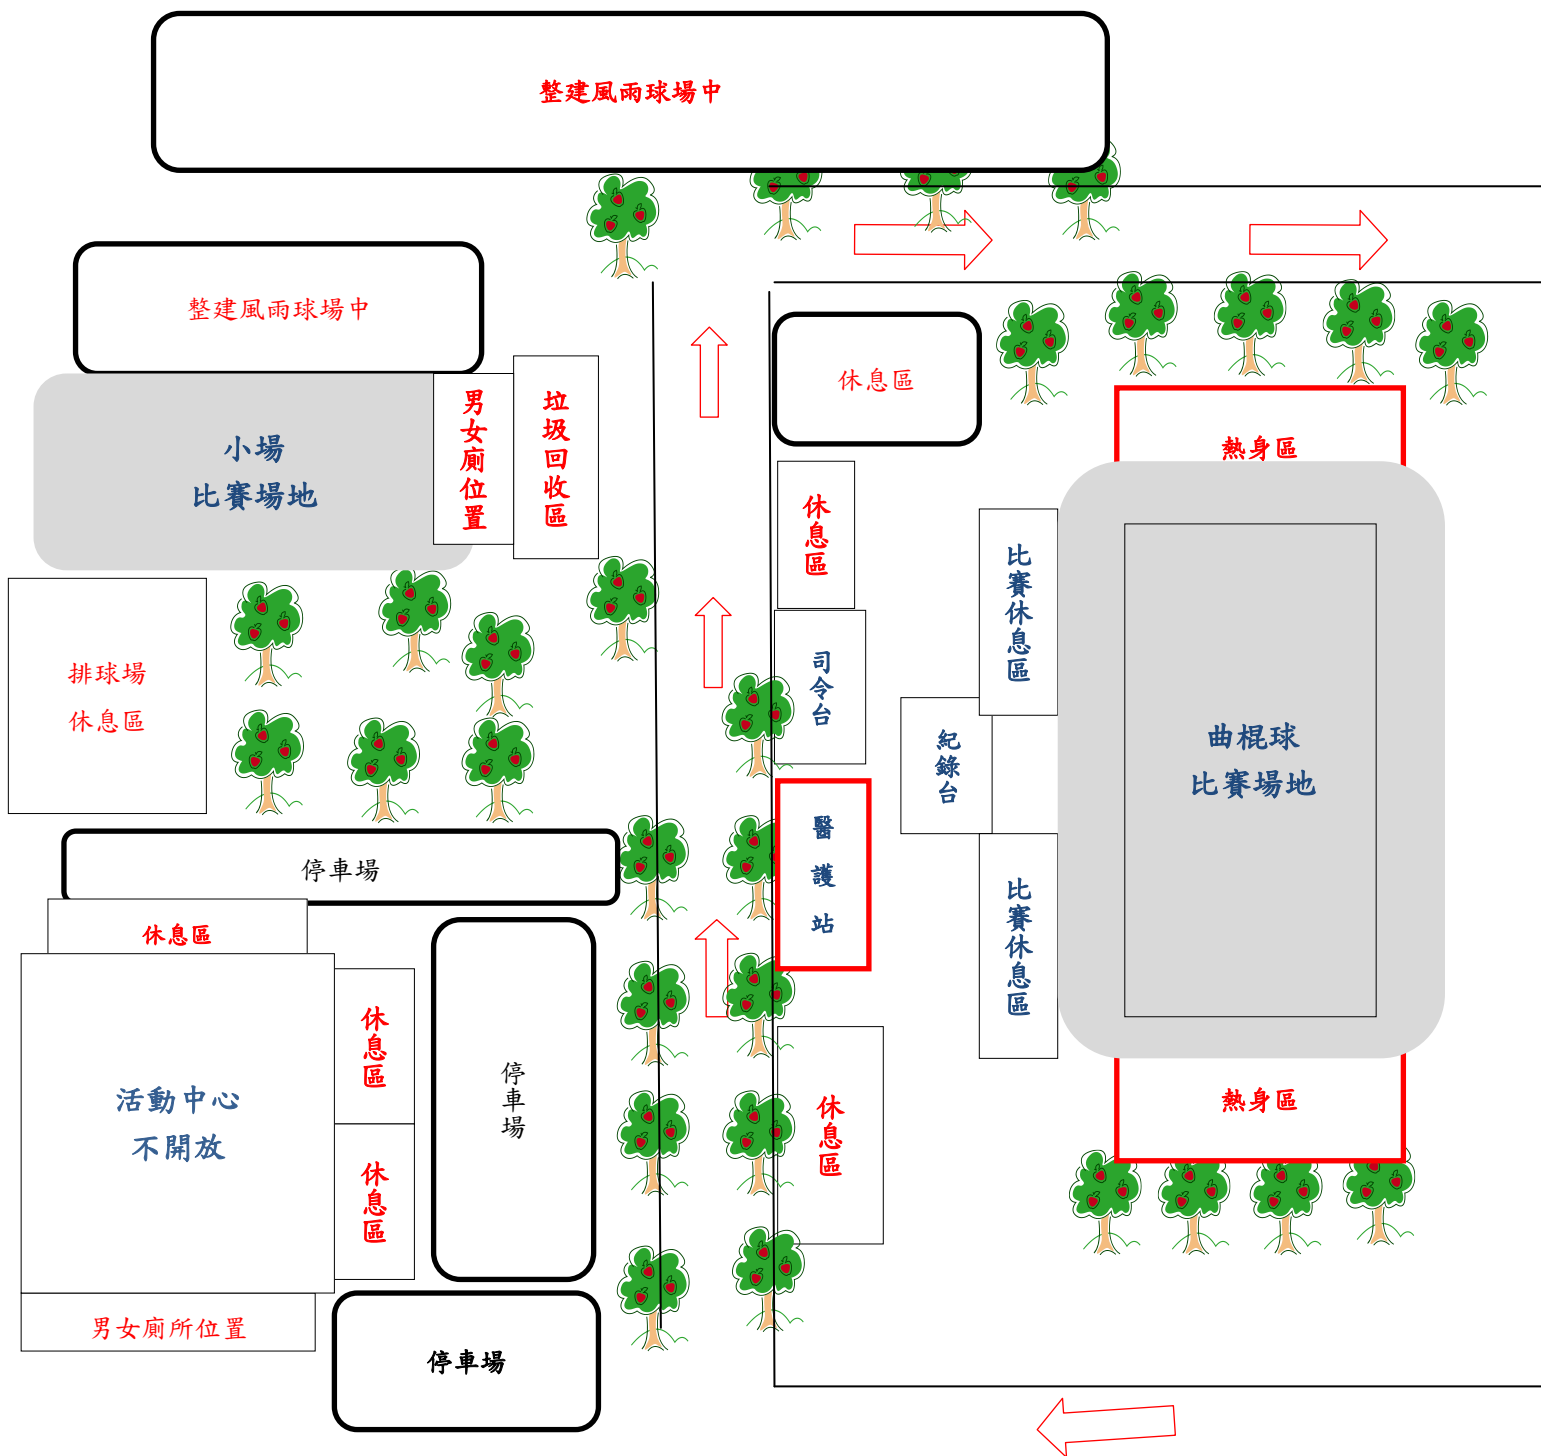 整建風雨球場中
整建風雨球場中
休息區
熱身區
小場
比賽場地
男女廁位置
垃圾回收區
休息區
比賽休息區
排球場
休息區
司令台
紀錄台
曲棍球
比賽場地
醫護站
停車場
比賽休息區
休息區
休息區
停車場
活動中心
不開放
休息區
熱身區
休息區
男女廁所位置
停車場